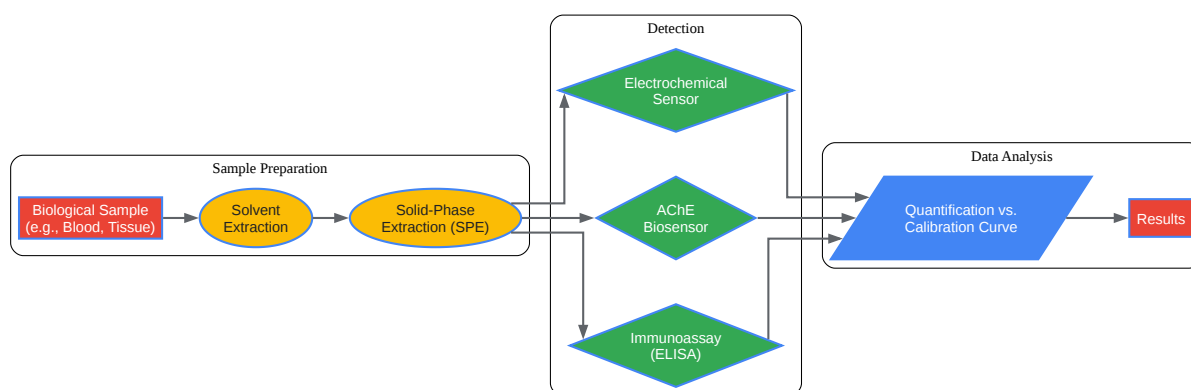 Detection
Electrochemical
Sensor
Sample Preparation
Biological Sample
(e.g., Blood, Tissue)
Solvent
Extraction
Solid-Phase
Extraction (SPE)
AChE
Biosensor
Immunoassay
(ELISA)
Data Analysis
Quantification vs.
Calibration Curve
Results